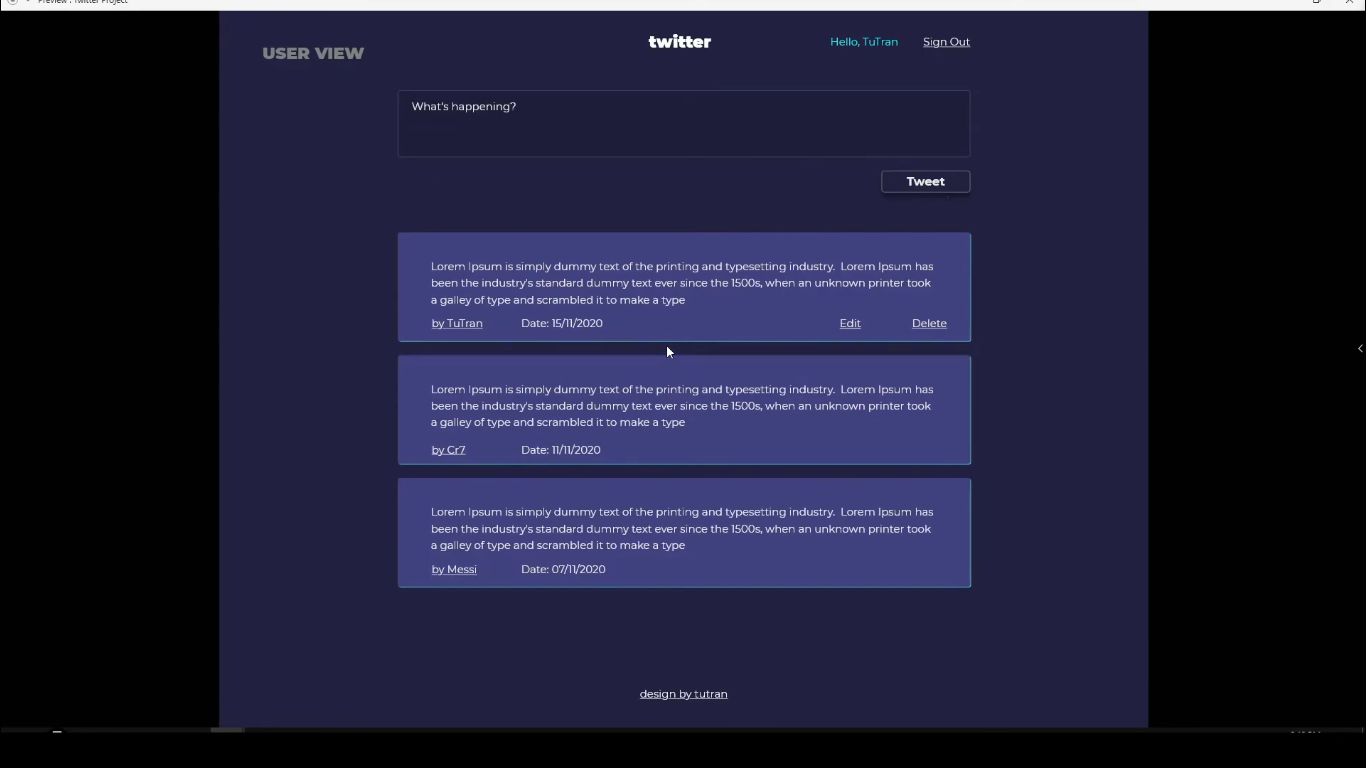 Preview : Twitter Project
USER VIEW
twitter
Hello, TuTran
Sign Out
What's happening?
Tweet
Lorem Ipsum is simply dummy text of the printing and typesetting industry. Lorem Ipsum has
been the industry's standard dummy text ever since the 1500s, when an unknown printer took
a galley of type and scrambled it to make a type
by TuTran Date: 15/11/2020 Edit Delete
Lorem Ipsum is simply dummy text of the printing and typesetting industry. Lorem Ipsum has
been the industry's standard dummy text ever since the 1500s, when an unknown printer took
a galley of type and scrambled it to make a type
by Cr7 Date: 11/11/2020
Lorem Ipsum is simply dummy text of the printing and typesetting industry. Lorem Ipsum has
been the industry's standard dummy text ever since the 1500s, when an unknown printer took
a galley of type and scrambled it to make a type
by Messi Date: 07/11/2020
design by tutran